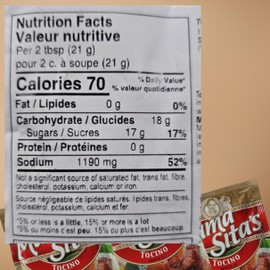 Nutrition Facts
Valeur nutritive
Per 2 tbsp (21 g)
pour 2 c. à soupe (21 g)
Calories 70
% Daily Value*
% valeur quotidienne*
Fat / Lipides 0 g 0%
Carbohydrate / Glucides 18 g
Sugars / Sucres 17 g 17%
Protein / Protéines 0 g
Sodium 1190 mg 52%
Not a significant source of saturated fat, trans fat, fibre,
cholesterol, potassium, calcium or iron.
Source négligeable de lipides saturés, lipides trans, fibres,
cholestérol, potassium, calcium et fer
*5% or less is a little, 15% or more is a lot
*5% ou moins c'est peu, 15% ou plus c'est beaucoup
Mama
Sita's
TOCINO
TOCINO
TOCINO